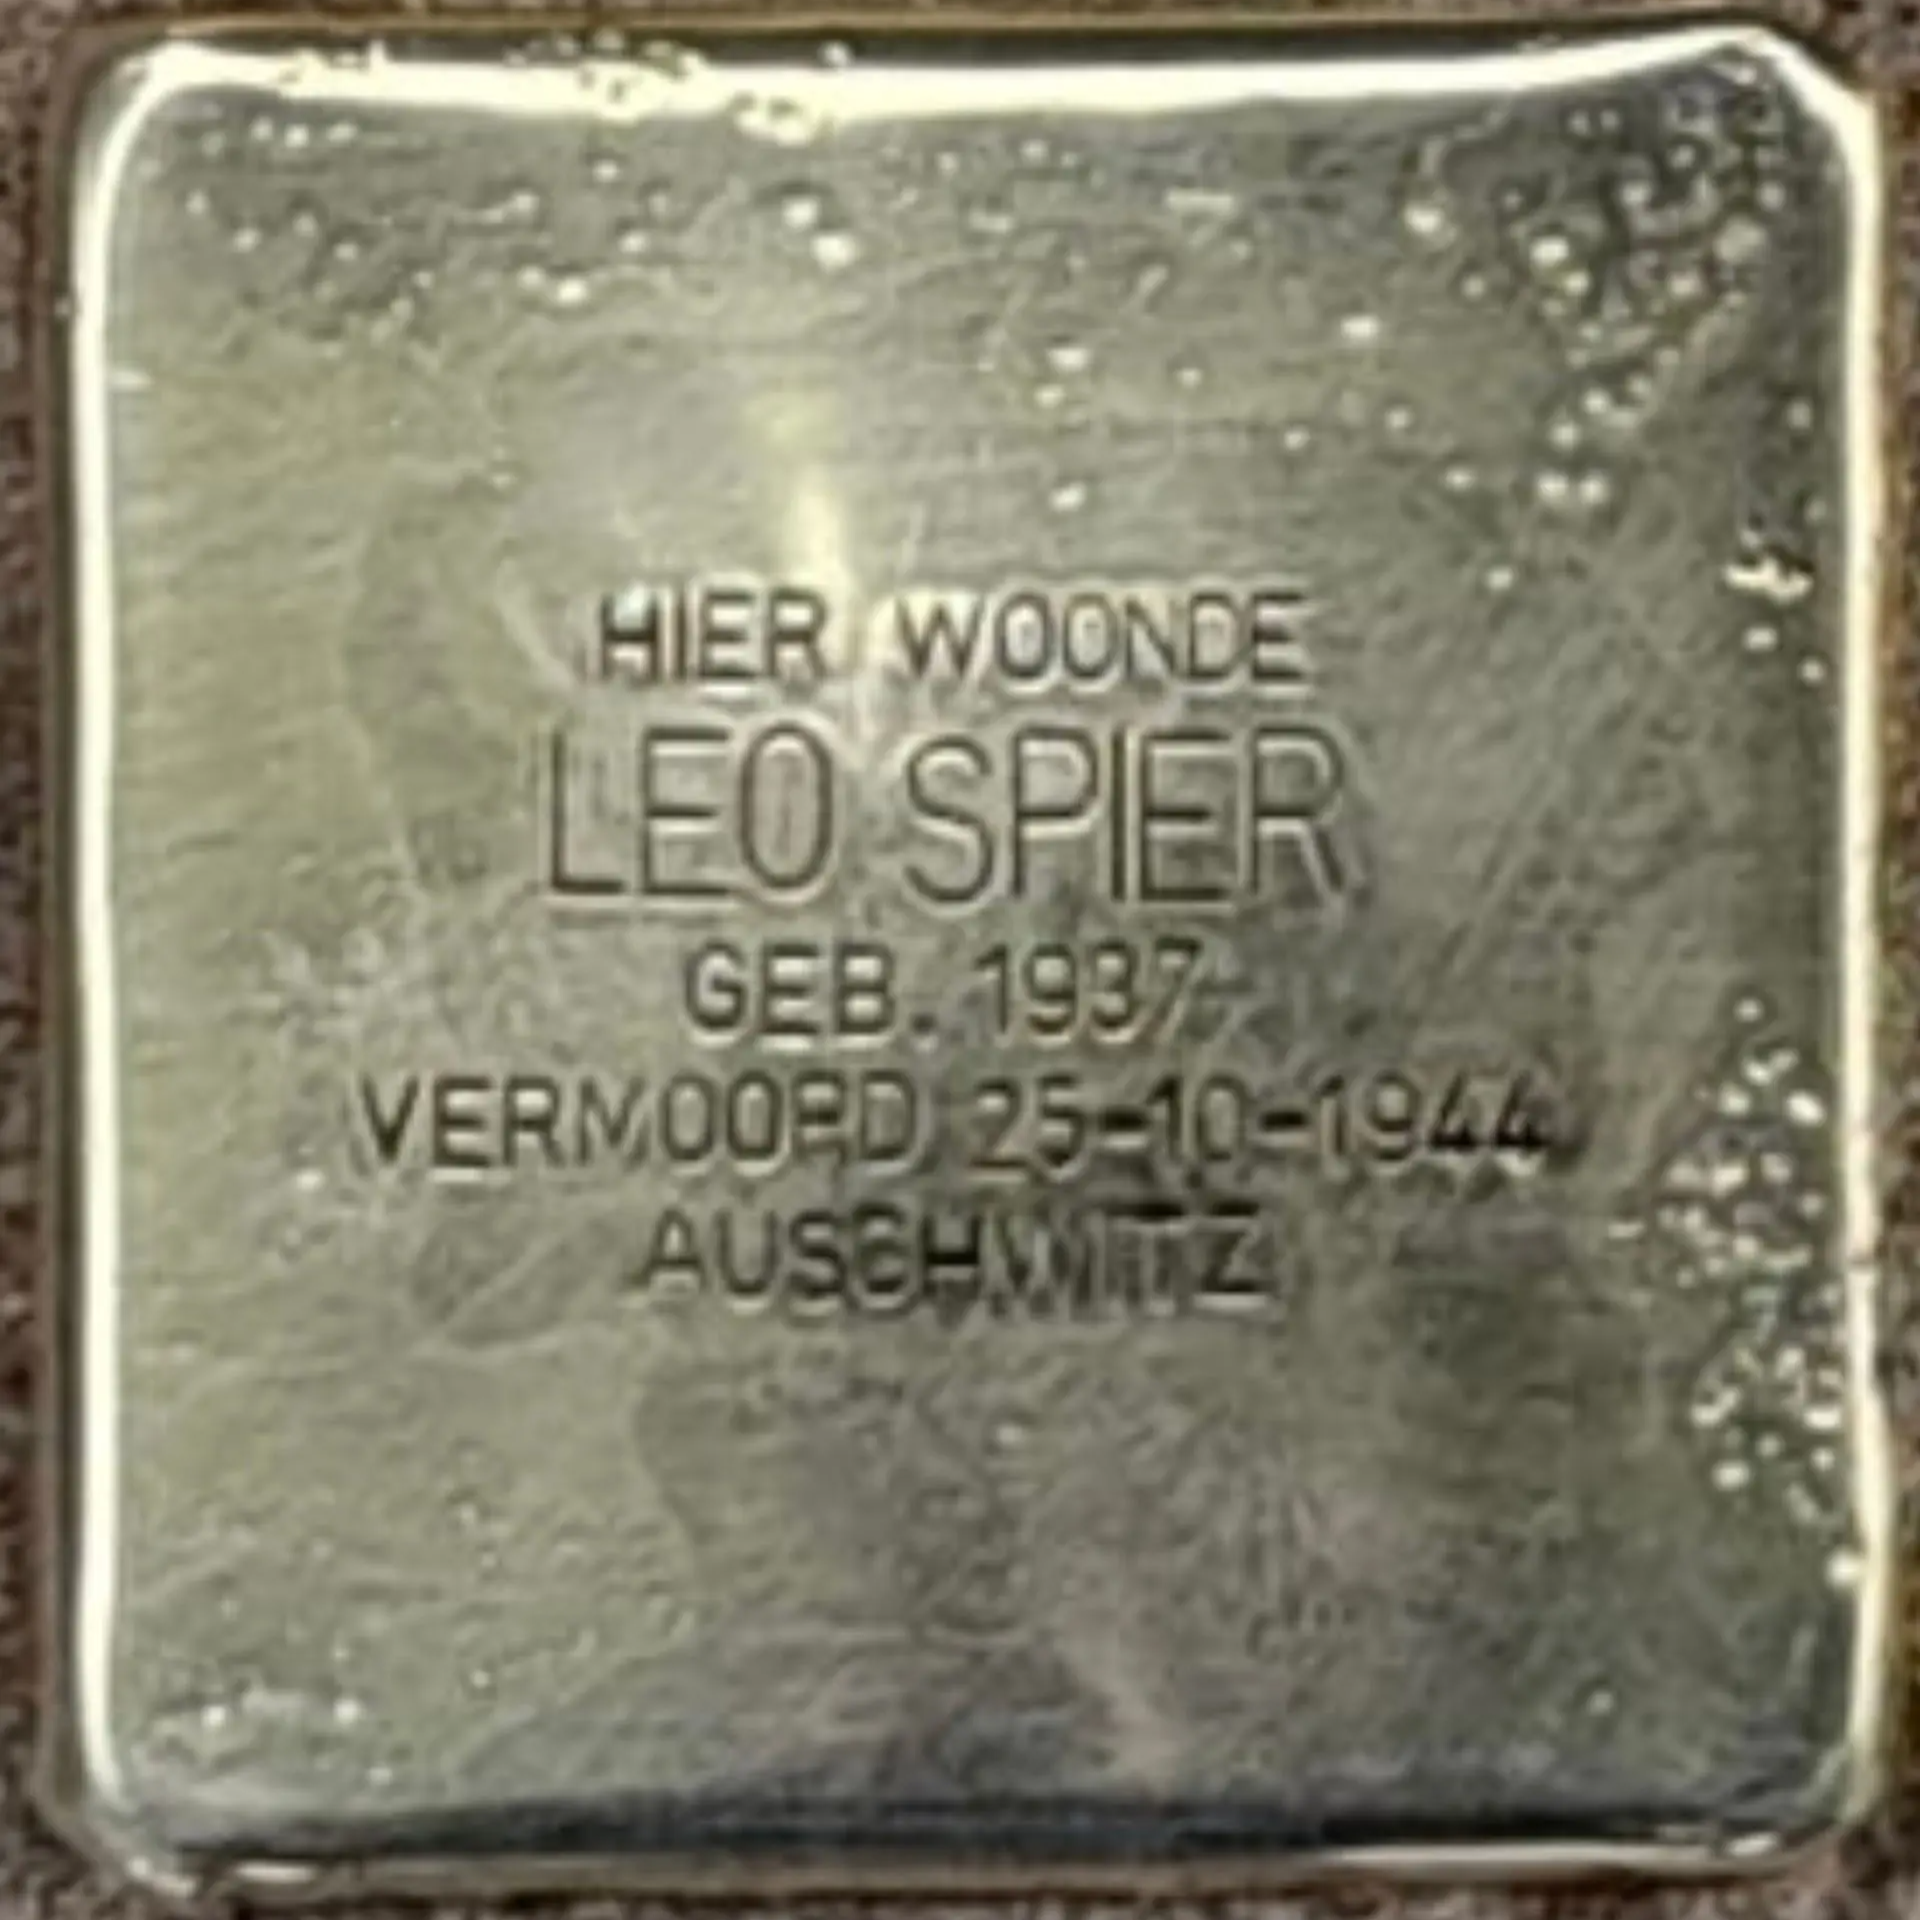 HIER WOONDE
LEO SPIER
GEB. 1937
VERMOORD 25-10-1944
AUSCHWITZ